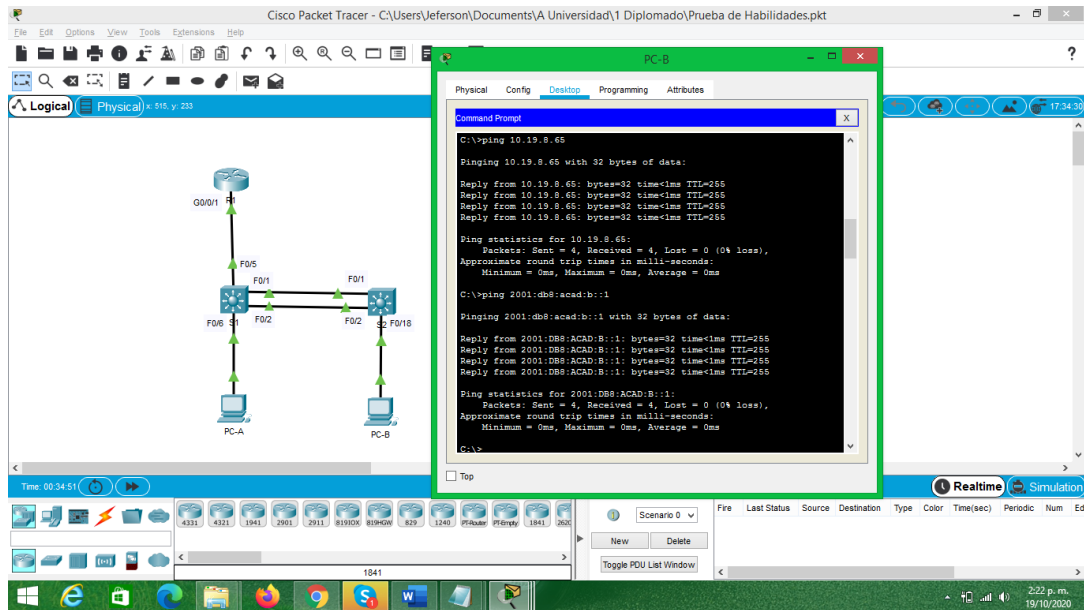 Cisco Packet Tracer - C:\Users\Jeferson\Documents\A Universidad\1 Diplomado\Prueba de Habilidades.pkt
File Edit Options View Tools Extensions Help
?
Logical Physical x: 515, y: 233
17:34:30
PC-B
Physical Config Desktop Programming Attributes
Command Prompt
X
C:\>ping 10.19.8.65
Pinging 10.19.8.65 with 32 bytes of data:
Reply from 10.19.8.65: bytes=32 time<1ms TTL=255
Reply from 10.19.8.65: bytes=32 time<1ms TTL=255
Reply from 10.19.8.65: bytes=32 time<1ms TTL=255
Reply from 10.19.8.65: bytes=32 time<1ms TTL=255
Ping statistics for 10.19.8.65:
Packets: Sent = 4, Received = 4, Lost = 0 (0% loss),
Approximate round trip times in milli-seconds:
Minimum = 0ms, Maximum = 0ms, Average = 0ms
C:\>ping 2001:db8:acad:b::1
Pinging 2001:db8:acad:b::1 with 32 bytes of data:
Reply from 2001:DB8:ACAD:B::1: bytes=32 time<1ms TTL=255
Reply from 2001:DB8:ACAD:B::1: bytes=32 time<1ms TTL=255
Reply from 2001:DB8:ACAD:B::1: bytes=32 time<1ms TTL=255
Reply from 2001:DB8:ACAD:B::1: bytes=32 time<1ms TTL=255
Ping statistics for 2001:DB8:ACAD:B::1:
Packets: Sent = 4, Received = 4, Lost = 0 (0% loss),
Approximate round trip times in milli-seconds:
Minimum = 0ms, Maximum = 0ms, Average = 0ms
C:\>
Top
G0/0/1 R1
F0/5
F0/1 F0/1
F0/6 S1 F0/2 F0/2 S2 F0/18
PC-A
PC-B
Time: 00:34:51
Realtime Simulation
4331 4321 1941 2901 2911 819IOX 819HGW 829 1240 PT-Router PT-Empty 1841 262
1841
Scenario 0
New Delete
Toggle PDU List Window
Fire Last Status Source Destination Type Color Time(sec) Periodic Num Ed
2:22 p. m.
19/10/2020